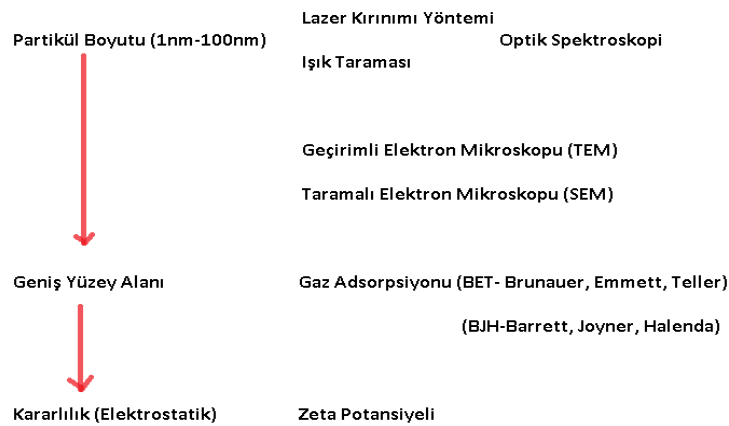 Lazer Kırınımı Yöntemi
Partikül Boyutu (1nm-100nm) Optik Spektroskopi
Işık Taraması
Geçirimli Elektron Mikroskopu (TEM)
Taramalı Elektron Mikroskopu (SEM)
Geniş Yüzey Alanı Gaz Adsorpsiyonu (BET- Brunauer, Emmett, Teller)
(BJH-Barrett, Joyner, Halenda)
Kararlılık (Elektrostatik) Zeta Potansiyeli